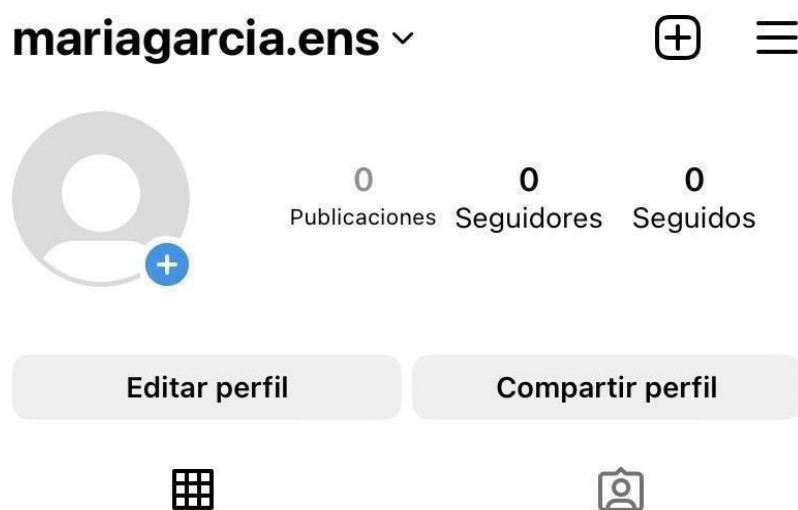 mariagarcia.ens
0 0 0
Publicaciones Seguidores Seguidos
Editar perfil Compartir perfil